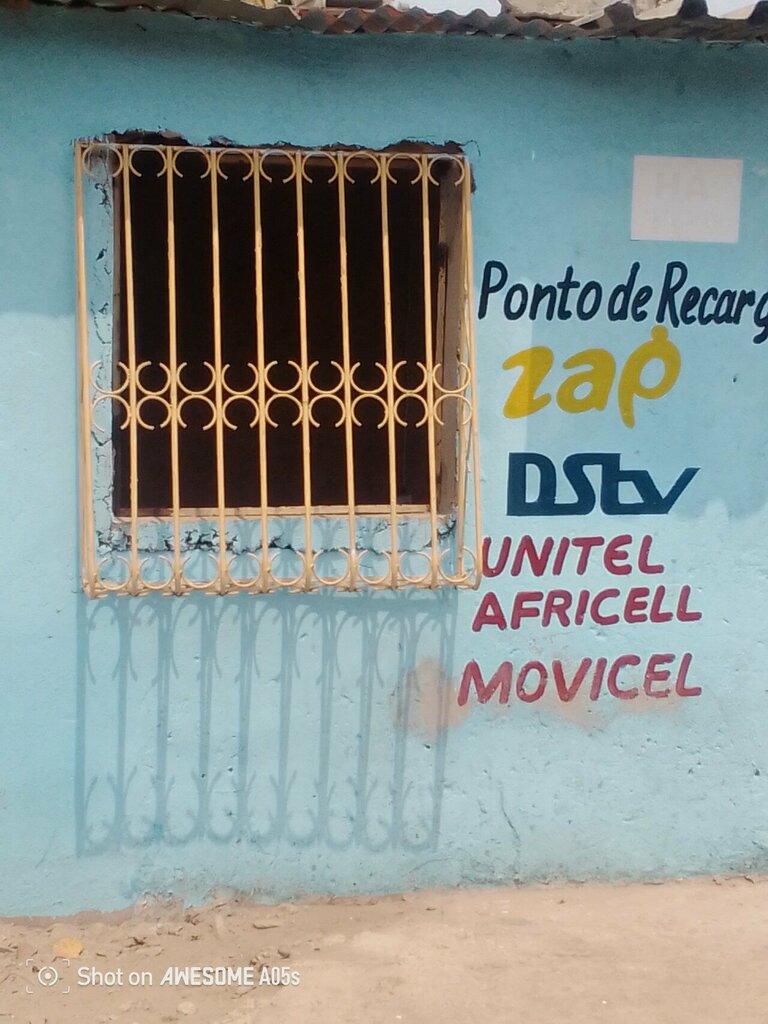 Ponto de Recarg
zap
DStv
UNITEL
AFRICELL
MOVICEL
Shot on AWESOME A05s